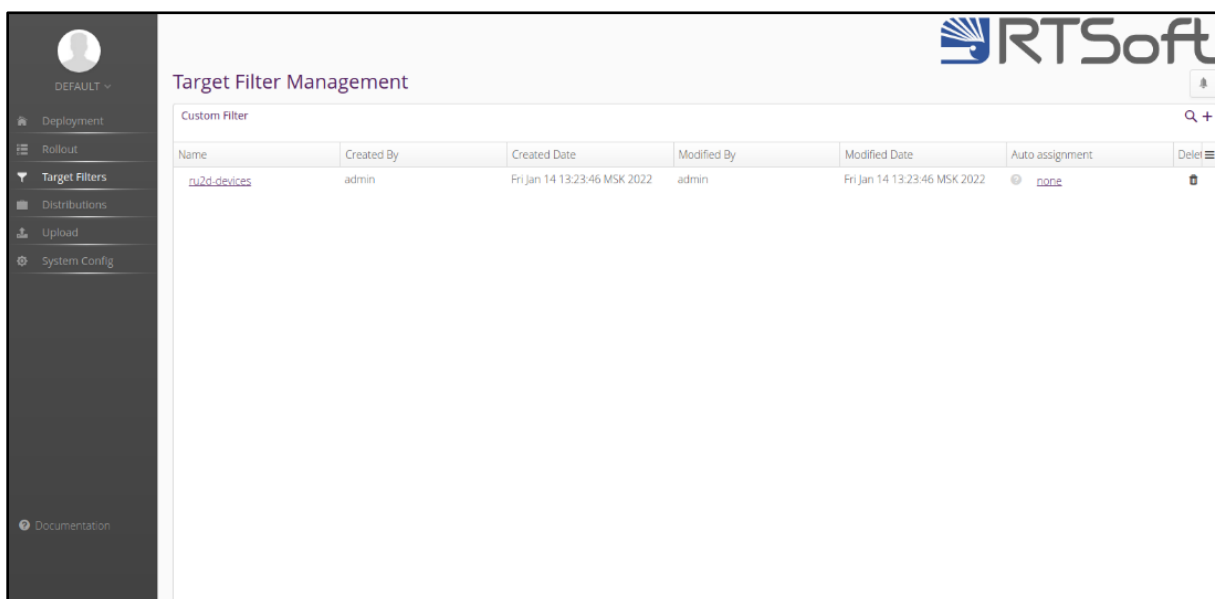 RTSoft
DEFAULT
Target Filter Management
Deployment
Custom Filter
Rollout
Name Created By Created Date Modified By Modified Date Auto assignment Delet
Target Filters
ru2d-devices admin Fri Jan 14 13:23:46 MSK 2022 admin Fri Jan 14 13:23:46 MSK 2022 none
Distributions
Upload
System Config
Documentation